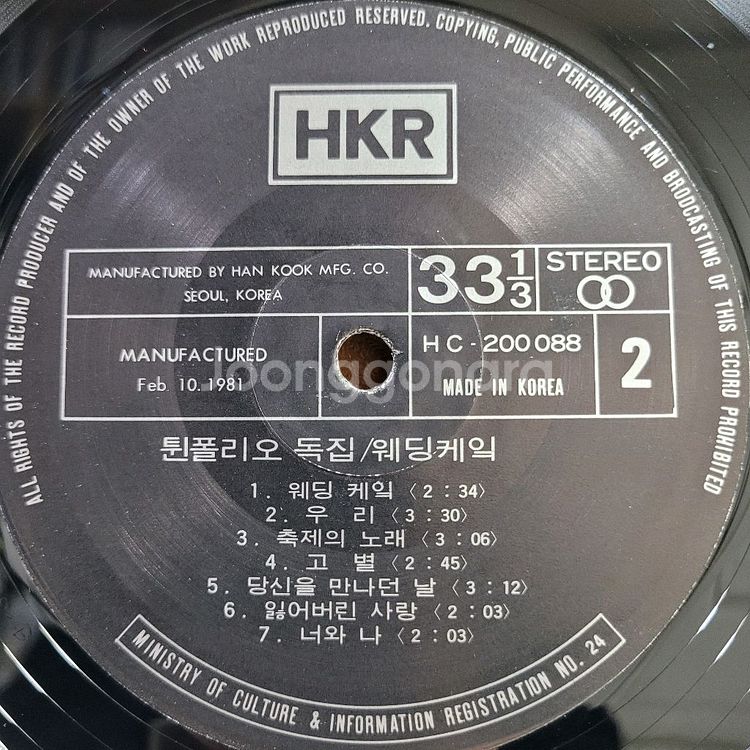 ALL RIGHTS OF THE RECORD PRODUCER AND OF THE OWNER OF THE WORK REPRODUCED RESERVED. COPYING, PUBLIC PERFORMANCE AND BRODCASTING OF THIS RECORD PROHIBITED
HKR
MANUFACTURED BY HAN KOOK MFG. CO.
SEOUL, KOREA
33 1/3
STEREO
MANUFACTURED
Feb. 10. 1981
HC-200088
MADE IN KOREA
2
Joonggonara
튄폴리오 독집/웨딩케잌
1. 웨딩 케잌 〈2 : 34〉
2. 우 리 〈3 : 30〉
3. 축제의 노래 〈3 : 06〉
4. 고 별 〈2 : 45〉
5. 당신을 만나던 날 〈3 : 12〉
6. 잃어버린 사랑 〈2 : 03〉
7. 너와 나 〈2 : 03〉
MINISTRY OF CULTURE & INFORMATION REGISTRATION NO. 24